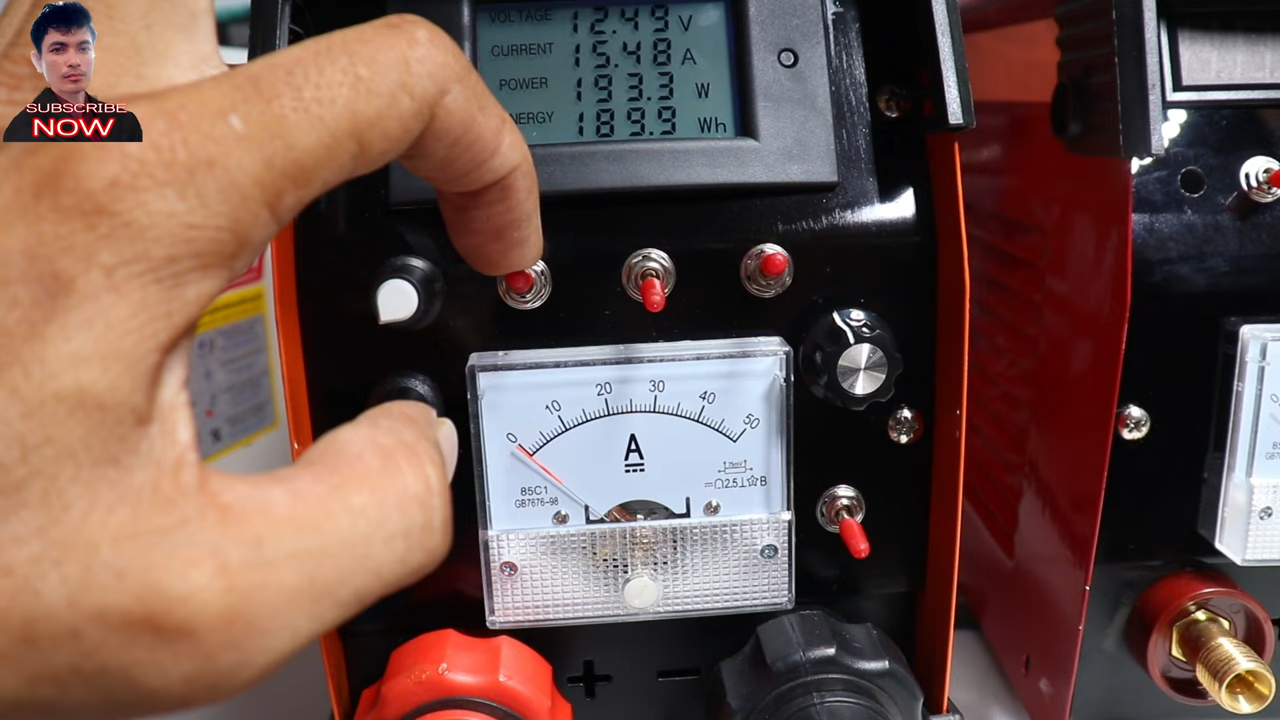 SUBSCRIBE
NOW
VOLTAGE 12.49 V
CURRENT 15.48 A
POWER 193.3 W
ENERGY 189.9 Wh
0 10 20 30 40 50
A
75mV
2.5
B
85C1
GB7676-98
+ −